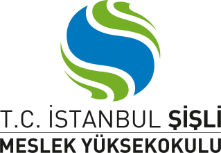 T.C. İSTANBUL ŞİŞLİ
MESLEK YÜKSEKOKULU